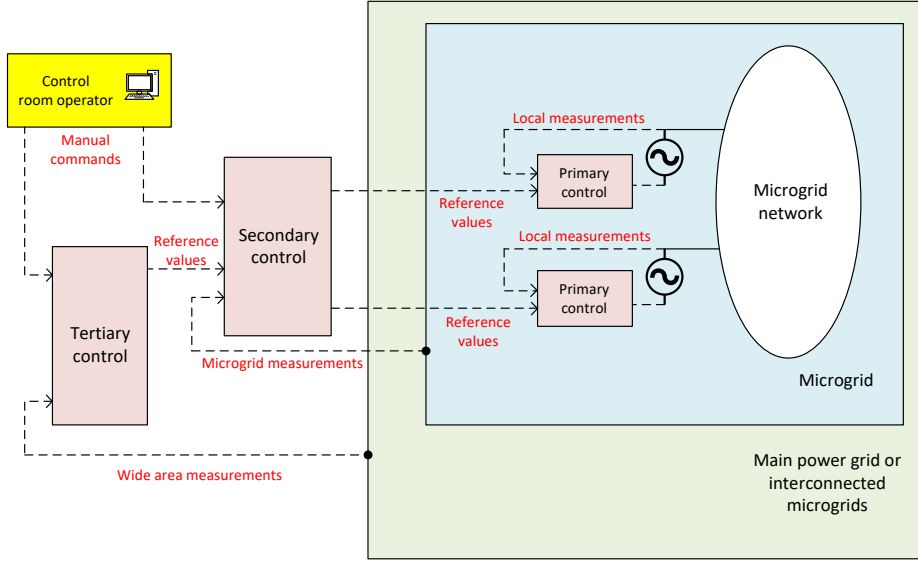 Control
room operator
Manual
commands
Local measurements
Primary
control
Reference
values
Microgrid
network
Secondary
control
Reference
values
Local measurements
Primary
control
Reference
values
Tertiary
control
Microgrid measurements
Microgrid
Wide area measurements
Main power grid or
interconnected
microgrids